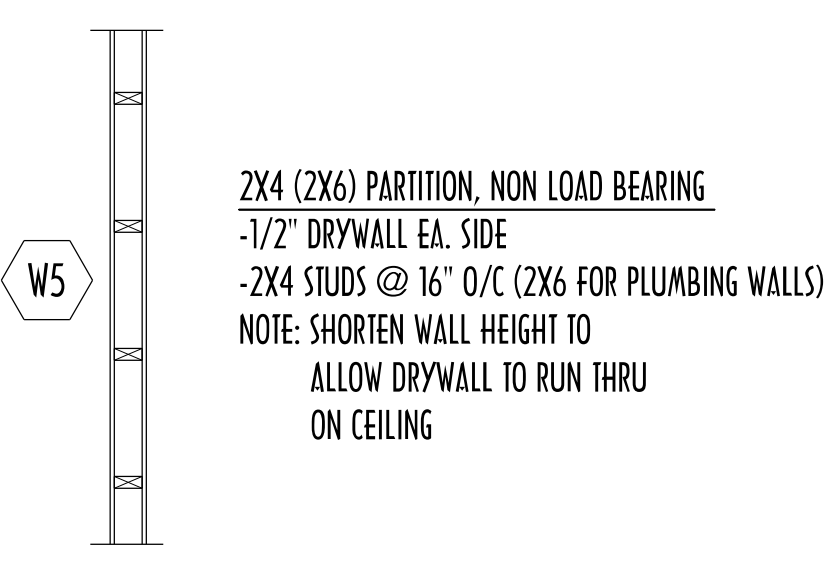 2X4 (2X6) PARTITION, NON LOAD BEARING
-1/2" DRYWALL EA. SIDE
W5
-2X4 STUDS @ 16" O/C (2X6 FOR PLUMBING WALLS)
NOTE: SHORTEN WALL HEIGHT TO
ALLOW DRYWALL TO RUN THRU
ON CEILING